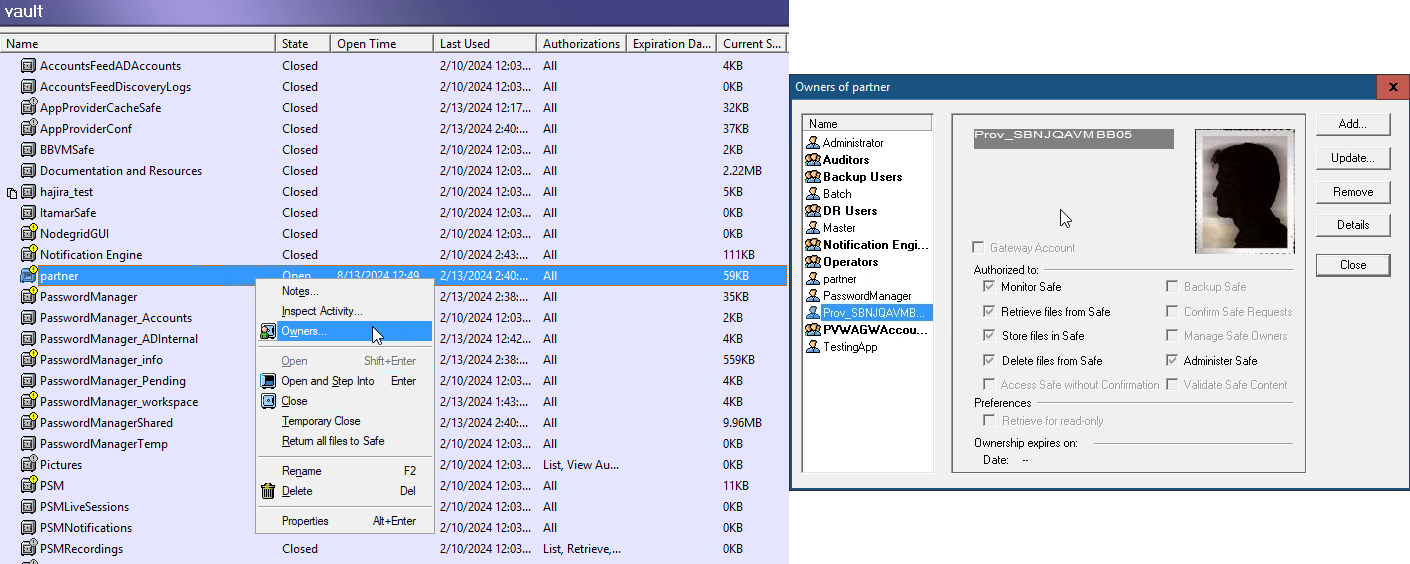 vault
Name State Open Time Last Used Authorizations Expiration Da... Current S...
AccountsFeedADAccounts Closed 2/10/2024 12:03... All 4KB
AccountsFeedDiscoveryLogs Closed 2/10/2024 12:03... All 0KB
AppProviderCacheSafe Closed 2/13/2024 12:17... All 32KB
AppProviderConf Closed 2/13/2024 2:40:... All 37KB
BBVMSafe Closed 2/10/2024 12:03... All 2KB
Documentation and Resources Closed 2/10/2024 12:03... All 2.22MB
hajira_test Closed 2/10/2024 12:03... All 5KB
ItamarSafe Closed 2/10/2024 12:03... All 0KB
NodegridGUI Closed 2/10/2024 12:03... All 0KB
Notification Engine Closed 2/10/2024 2:43:... All 111KB
partner Open 8/13/2024 12:49 2/13/2024 2:40:... All 59KB
PasswordManager 2/13/2024 2:38:... All 35KB
PasswordManager_Accounts 2/10/2024 12:03... All 2KB
PasswordManager_ADInternal 2/13/2024 12:42... All 4KB
PasswordManager_info 2/13/2024 2:38:... All 559KB
PasswordManager_Pending 2/10/2024 12:03... All 4KB
PasswordManager_workspace 2/13/2024 1:43:... All 4KB
PasswordManagerShared 2/13/2024 2:40:... All 9.96MB
PasswordManagerTemp 2/10/2024 12:03... All 0KB
Pictures 2/10/2024 12:03... List, View Au... 0KB
PSM 2/10/2024 12:03... All 11KB
PSMLiveSessions 2/10/2024 12:03... All 0KB
PSMNotifications 2/10/2024 12:03... All 0KB
PSMRecordings Closed 2/10/2024 12:03... List, Retrieve,... 0KB
Notes...
Inspect Activity...
Owners...
Open Shift+Enter
Open and Step Into Enter
Close
Temporary Close
Return all files to Safe
Rename F2
Delete Del
Properties Alt+Enter
Owners of partner x
Name
Administrator
Auditors
Backup Users
Batch
DR Users
Master
Notification Engi...
Operators
partner
PasswordManager
Prov_SBNJQAVMB...
PVWAGWAccou...
TestingApp
Prov_SBNJQAVMBB05
Gateway Account
Authorized to:
Monitor Safe Backup Safe
Retrieve files from Safe Confirm Safe Requests
Store files in Safe Manage Safe Owners
Delete files from Safe Administer Safe
Access Safe without Confirmation Validate Safe Content
Preferences
Retrieve for read-only
Ownership expires on:
Date: --
Add...
Update...
Remove
Details
Close